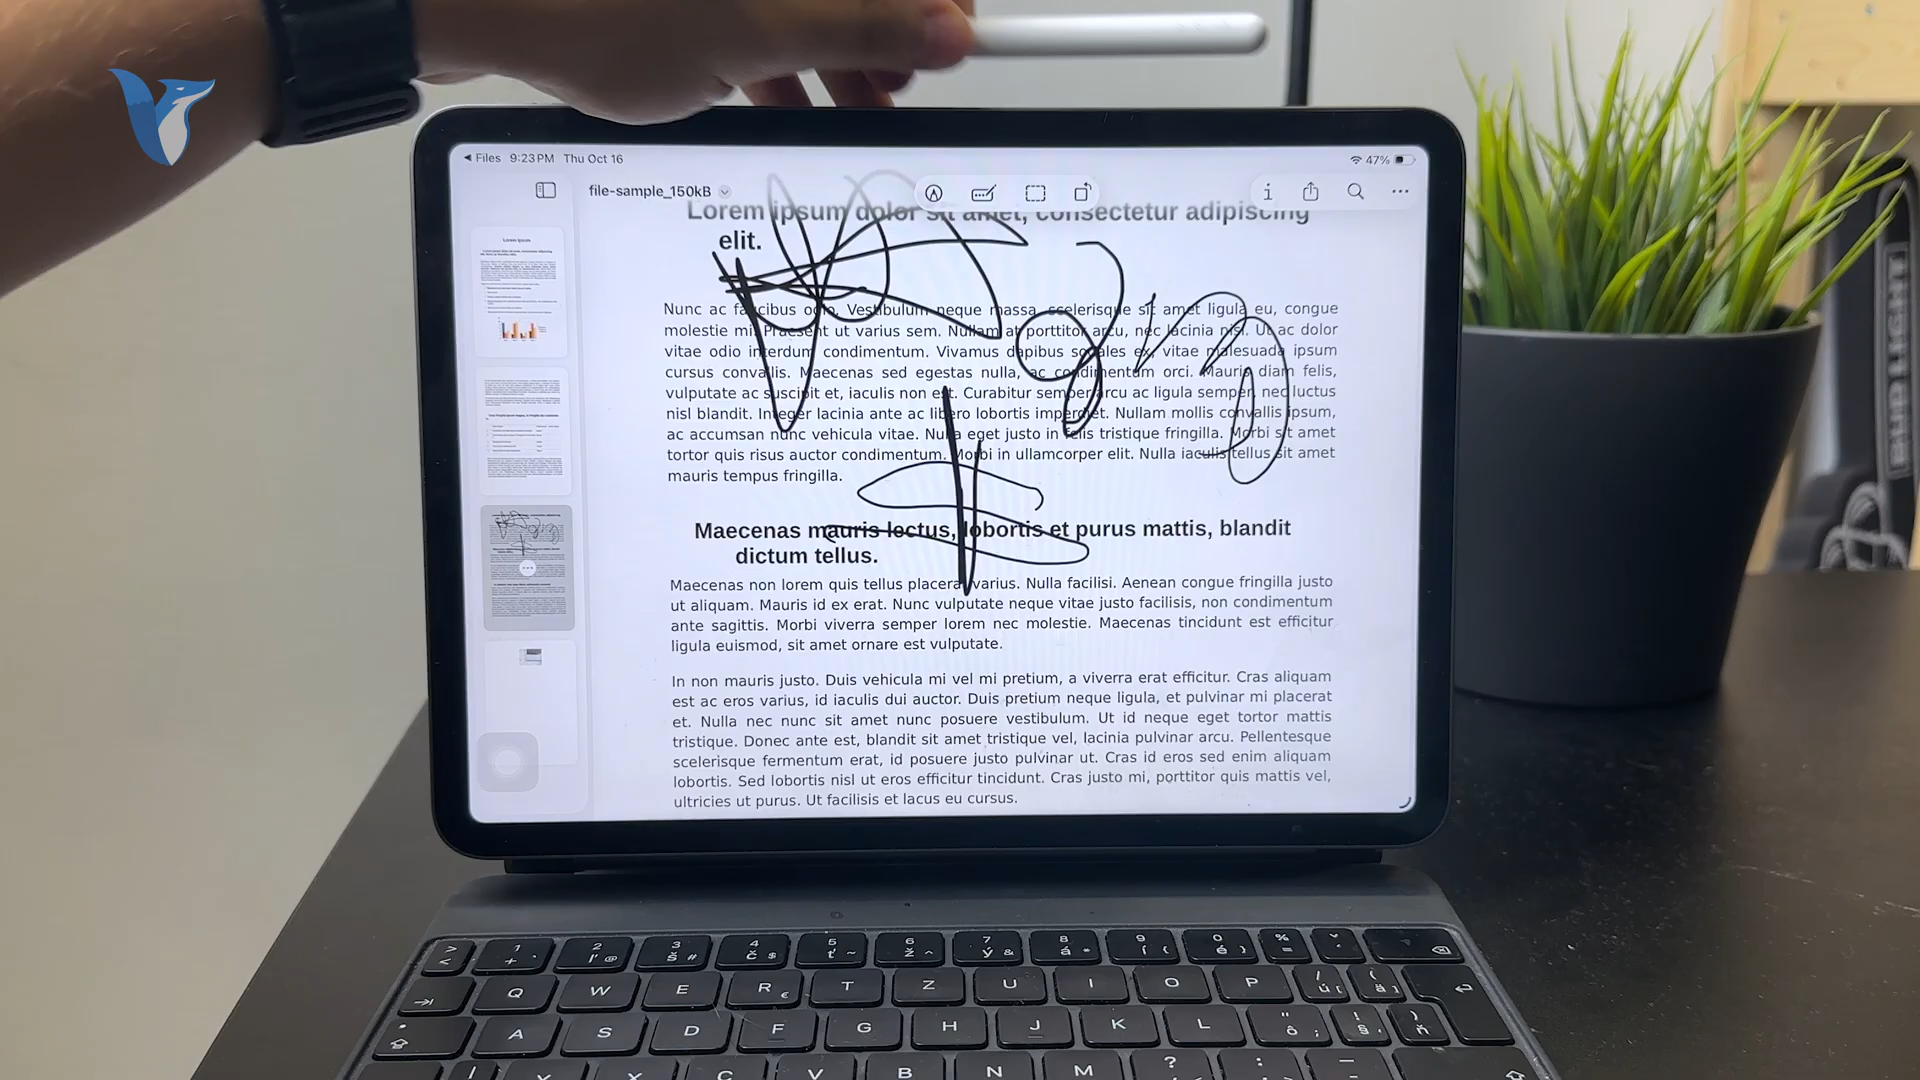 Files 9:23 PM Thu Oct 16 47%
file-sample_150kB
Lorem ipsum dolor sit amet, consectetur adipiscing
elit.
Nunc ac faucibus odio. Vestibulum neque massa, scelerisque sit amet ligula eu, congue
molestie mi. Praesent ut varius sem. Nullam at porttitor arcu, nec lacinia nisi. Ut ac dolor
vitae odio interdum condimentum. Vivamus dapibus sodales ex, vitae malesuada ipsum
cursus convallis. Maecenas sed egestas nulla, ac condimentum orci. Mauris diam felis,
vulputate ac suscipit et, iaculis non est. Curabitur semper arcu ac ligula semper, nec luctus
nisl blandit. Integer lacinia ante ac libero lobortis imperdiet. Nullam mollis convallis ipsum,
ac accumsan nunc vehicula vitae. Nulla eget justo in felis tristique fringilla. Morbi sit amet
tortor quis risus auctor condimentum. Morbi in ullamcorper elit. Nulla iaculis tellus sit amet
mauris tempus fringilla.
Maecenas mauris lectus, lobortis et purus mattis, blandit
dictum tellus.
Maecenas non lorem quis tellus placerat varius. Nulla facilisi. Aenean congue fringilla justo
ut aliquam. Mauris id ex erat. Nunc vulputate neque vitae justo facilisis, non condimentum
ante sagittis. Morbi viverra semper lorem nec molestie. Maecenas tincidunt est efficitur
ligula euismod, sit amet ornare est vulputate.
In non mauris justo. Duis vehicula mi vel mi pretium, a viverra erat efficitur. Cras aliquam
est ac eros varius, id iaculis dui auctor. Duis pretium neque ligula, et pulvinar mi placerat
et. Nulla nec nunc sit amet nunc posuere vestibulum. Ut id neque eget tortor mattis
tristique. Donec ante est, blandit sit amet tristique vel, lacinia pulvinar arcu. Pellentesque
scelerisque fermentum erat, id posuere justo pulvinar ut. Cras id eros sed enim aliquam
lobortis. Sed lobortis nisl ut eros efficitur tincidunt. Cras justo mi, porttitor quis mattis vel,
ultricies ut purus. Ut facilisis et lacus eu cursus.
> 1 2 3 4 5 6 7 8 9 0 %
< + ľ @ š # č $ ť ~ ž ^ ý & á * í ( é ) =
Q W E R € T Z U I O P ú ä
A S D F G H J K L ô § ň
Y X C V B N M ?